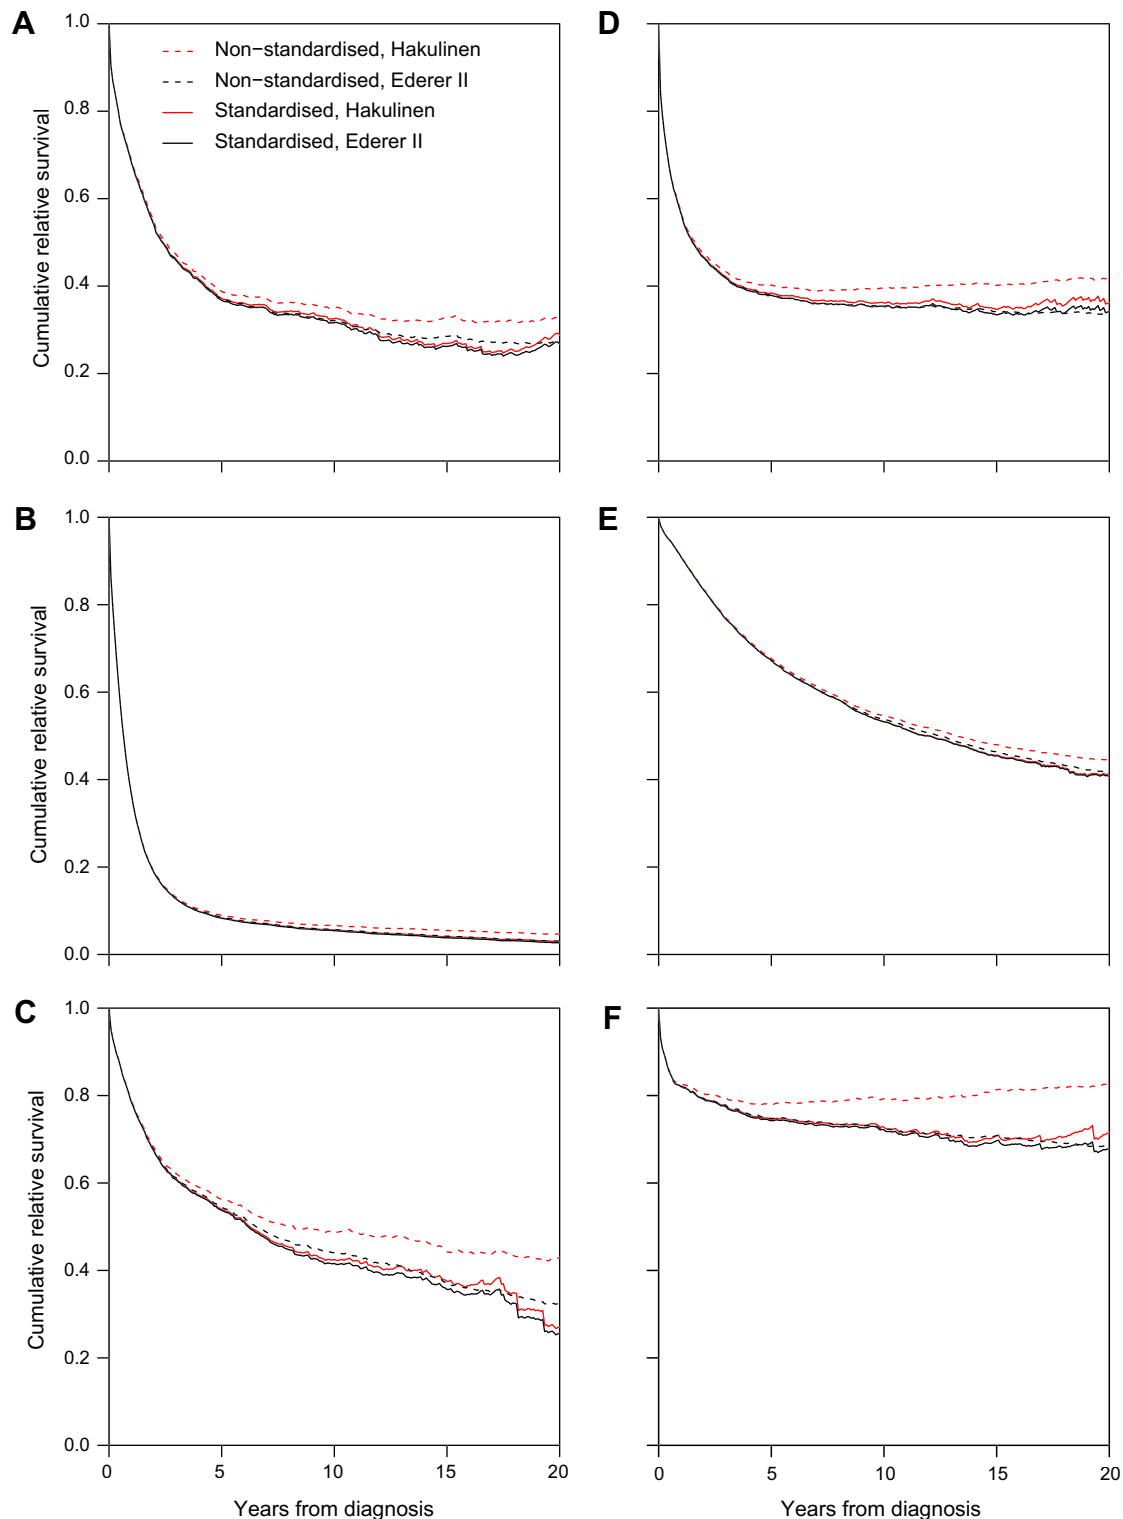 A
1.0
0.8
0.6
0.4
0.2
0.0
Cumulative relative survival
Non−standardised, Hakulinen
Non−standardised, Ederer II
Standardised, Hakulinen
Standardised, Ederer II
D
B
1.0
0.8
0.6
0.4
0.2
0.0
Cumulative relative survival
E
C
1.0
0.8
0.6
0.4
0.2
0.0
Cumulative relative survival
0 5 10 15 20
Years from diagnosis
F
0 5 10 15 20
Years from diagnosis